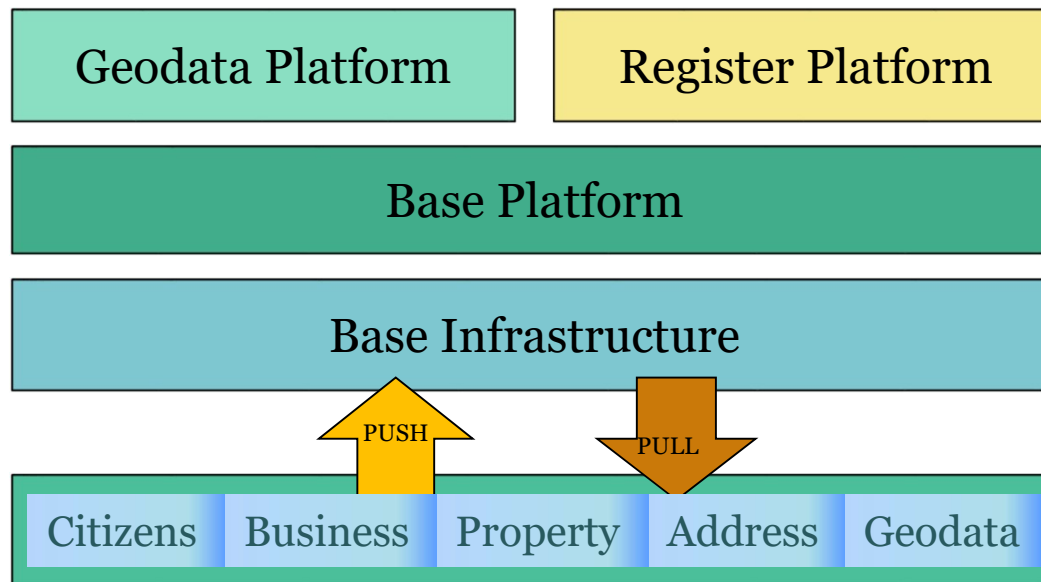 Geodata Platform
Register Platform
Base Platform
Base Infrastructure
PUSH
PULL
Citizens
Business
Property
Address
Geodata